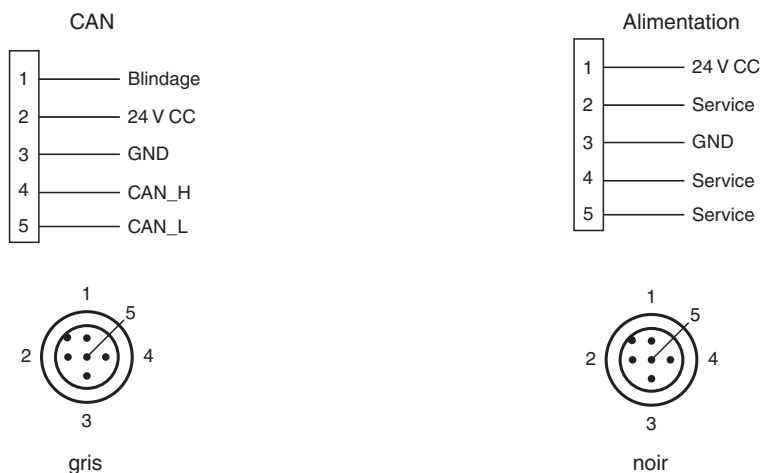 CAN
1 Blindage
2 24 V CC
3 GND
4 CAN_H
5 CAN_L
1
5
2 4
3
gris
Alimentation
1 24 V CC
2 Service
3 GND
4 Service
5 Service
1
5
2 4
3
noir